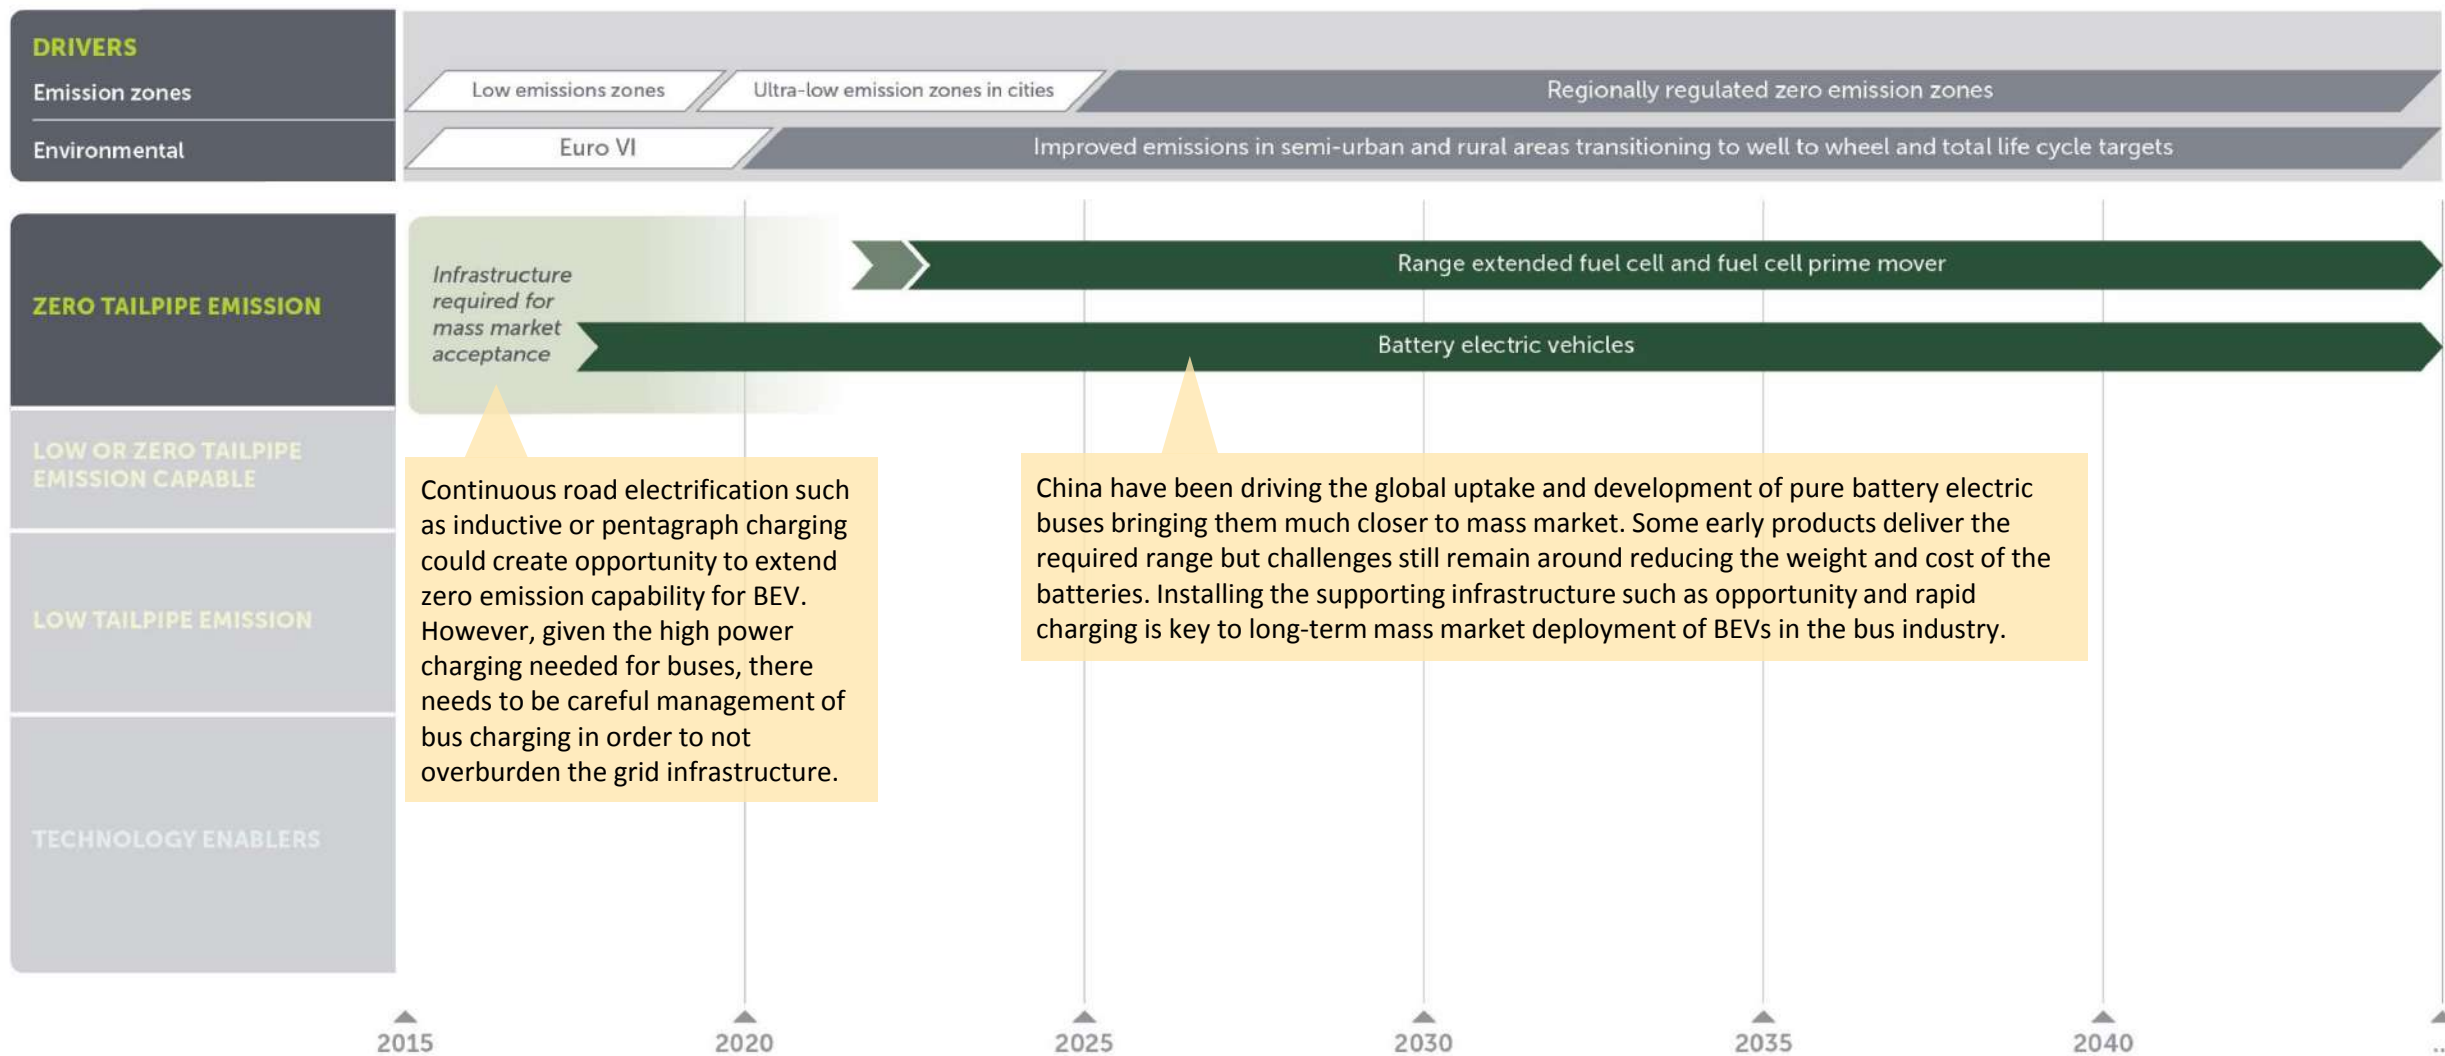 DRIVERS
Emission zones
Low emissions zones
Ultra-low emission zones in cities
Regionally regulated zero emission zones
Environmental
Euro VI
Improved emissions in semi-urban and rural areas transitioning to well to wheel and total life cycle targets
ZERO TAILPIPE EMISSION
Infrastructure
required for
mass market
acceptance
Range extended fuel cell and fuel cell prime mover
Battery electric vehicles
LOW OR ZERO TAILPIPE
EMISSION CAPABLE
LOW TAILPIPE EMISSION
TECHNOLOGY ENABLERS
Continuous road electrification such
as inductive or pentagraph charging
could create opportunity to extend
zero emission capability for BEV.
However, given the high power
charging needed for buses, there
needs to be careful management of
bus charging in order to not
overburden the grid infrastructure.
China have been driving the global uptake and development of pure battery electric
buses bringing them much closer to mass market. Some early products deliver the
required range but challenges still remain around reducing the weight and cost of the
batteries. Installing the supporting infrastructure such as opportunity and rapid
charging is key to long-term mass market deployment of BEVs in the bus industry.
2015
2020
2025
2030
2035
2040
..